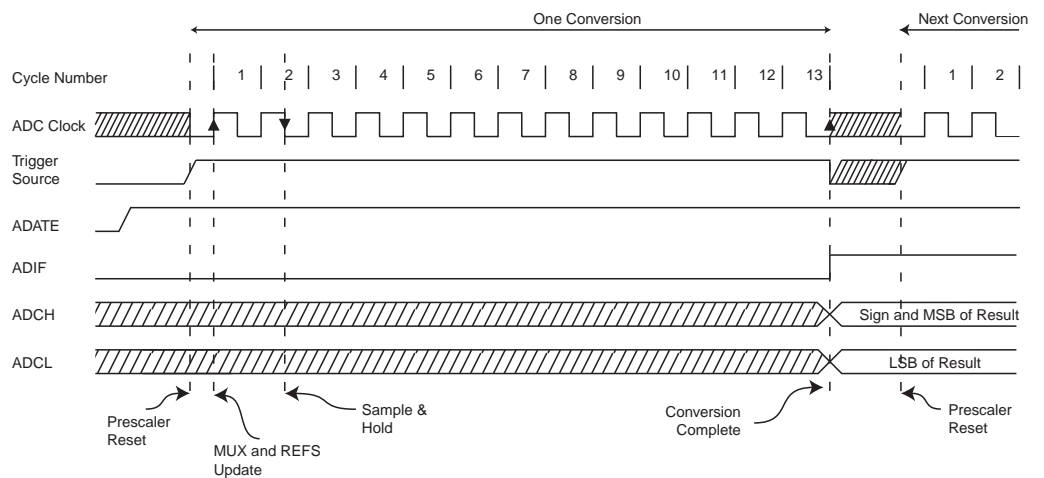 One Conversion
Next Conversion
Cycle Number
1 2 3 4 5 6 7 8 9 10 11 12 13 1 2
ADC Clock
Trigger
Source
ADATE
ADIF
ADCH
Sign and MSB of Result
ADCL
LSB of Result
Prescaler
Reset
MUX and REFS
Update
Sample &
Hold
Conversion
Complete
Prescaler
Reset